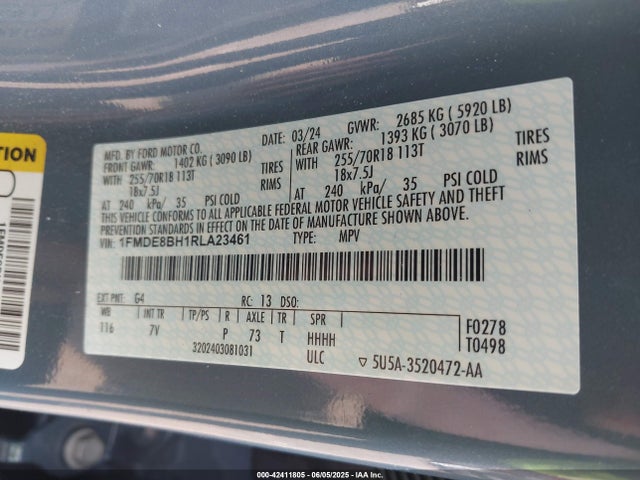 MFD. BY FORD MOTOR CO. DATE: 03/24 GVWR: 2685 KG ( 5920 LB)
FRONT GAWR: 1402 KG ( 3090 LB) REAR GAWR: 1393 KG ( 3070 LB)
WITH 255/70R18 113T TIRES WITH 255/70R18 113T TIRES
18x7.5J RIMS 18x7.5J RIMS
AT 240 kPa/ 35 PSI COLD AT 240 kPa/ 35 PSI COLD
THIS VEHICLE CONFORMS TO ALL APPLICABLE FEDERAL MOTOR VEHICLE SAFETY AND THEFT
PREVENTION STANDARDS IN EFFECT ON THE DATE OF MANUFACTURE SHOWN ABOVE.
VIN: 1FMDE8BH1RLA23461 TYPE: MPV
EXT PNT: G4 RC: 13 DSO:
WB INT TR TP/PS R AXLE TR SPR
116 7V P 73 T HHHH
ULC
3202403081031
F0278
T0498
▽ 5U5A-3520472-AA
000-42411805 - 06/05/2025 - IAAI.com